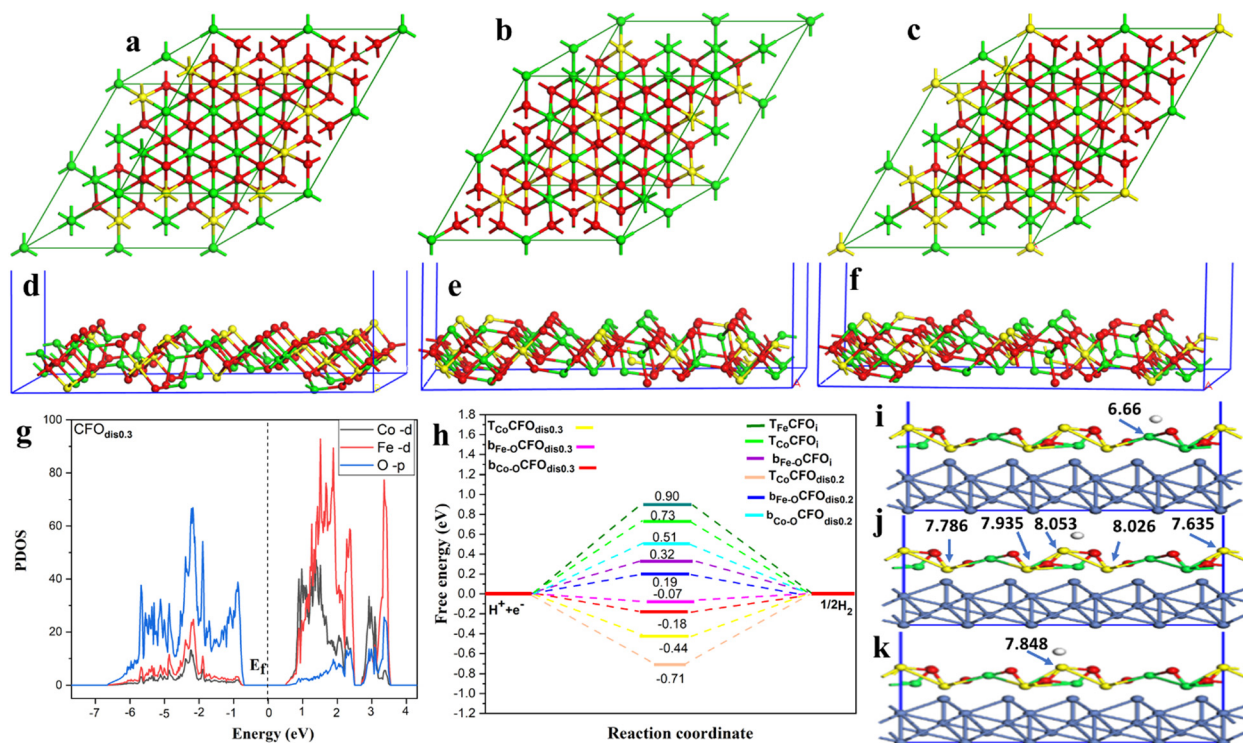 a
b
c
d
e
f
A
A
g
CFOdis0.3
Co -d
Fe -d
O -p
100
80
60
40
20
0
PDOS
Ef
-7 -6 -5 -4 -3 -2 -1 0 1 2 3 4
Energy (eV)
h
TCoCFOdis0.3
bFe-OCFOdis0.3
bCo-OCFOdis0.3
TFeCFOi
TCoCFOi
bFe-OCFOi
TCoCFOdis0.2
bFe-OCFOdis0.2
bCo-OCFOdis0.2
1.8
1.6
1.4
1.2
1.0
0.8
0.6
0.4
0.2
0.0
-0.2
-0.4
-0.6
-0.8
-1.0
-1.2
Free energy (eV)
0.90
0.73
0.51
0.32
0.19
-0.07
-0.18
-0.44
-0.71
H⁺+e⁻
1/2H₂
Reaction coordinate
i
6.66
j
7.786 7.935 8.053 8.026 7.635
k
7.848